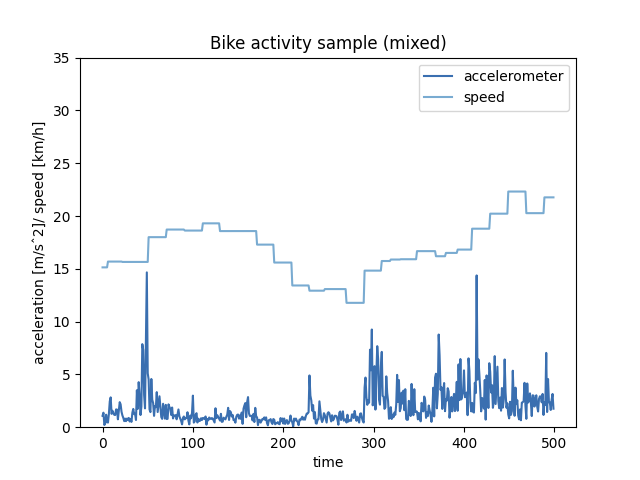 Bike activity sample (mixed)
accelerometer
speed
35
30
25
20
15
10
5
0
acceleration [m/s^2]/ speed [km/h]
0 100 200 300 400 500
time